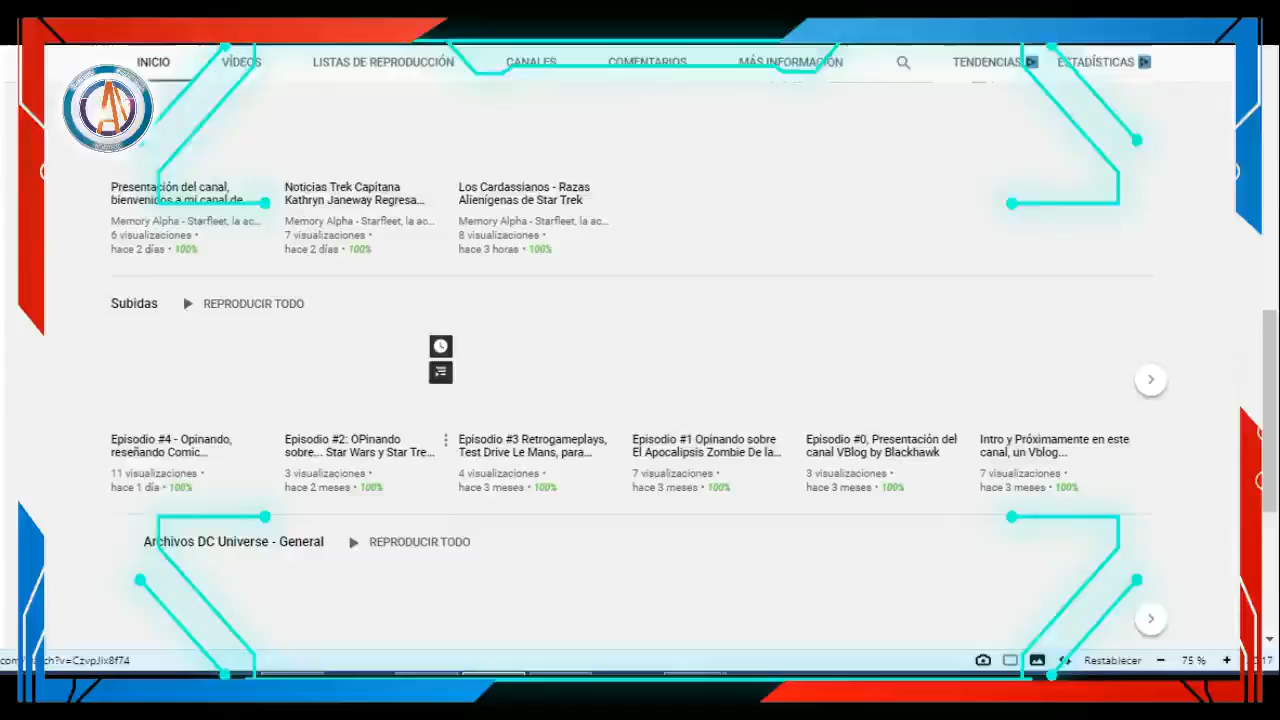 INICIO VÍDEOS LISTAS DE REPRODUCCIÓN CANALES COMENTARIOS MÁS INFORMACIÓN TENDENCIAS ESTADÍSTICAS
Presentación del canal,
bienvenidos a mi canal de
Memory Alpha - Starfleet, la ac...
6 visualizaciones •
hace 2 días • 100%
Noticias Trek Capitana
Kathryn Janeway Regresa...
Memory Alpha - Starfleet, la ac...
7 visualizaciones •
hace 2 días • 100%
Los Cardassianos - Razas
Alienígenas de Star Trek
Memory Alpha - Starfleet, la ac...
8 visualizaciones •
hace 3 horas • 100%
Subidas REPRODUCIR TODO
Episodio #4 - Opinando,
reseñando Comic...
11 visualizaciones •
hace 1 día • 100%
Episodio #2: OPinando
sobre... Star Wars y Star Tre...
3 visualizaciones •
hace 2 meses • 100%
Episodio #3 Retrogameplays,
Test Drive Le Mans, para...
4 visualizaciones •
hace 3 meses • 100%
Episodio #1 Opinando sobre
El Apocalipsis Zombie De la...
7 visualizaciones •
hace 3 meses • 100%
Episodio #0, Presentación del
canal VBlog by Blackhawk
3 visualizaciones •
hace 3 meses • 100%
Intro y Próximamente en este
canal, un Vblog...
7 visualizaciones •
hace 3 meses • 100%
Archivos DC Universe - General REPRODUCIR TODO
Restablecer − 75 % +